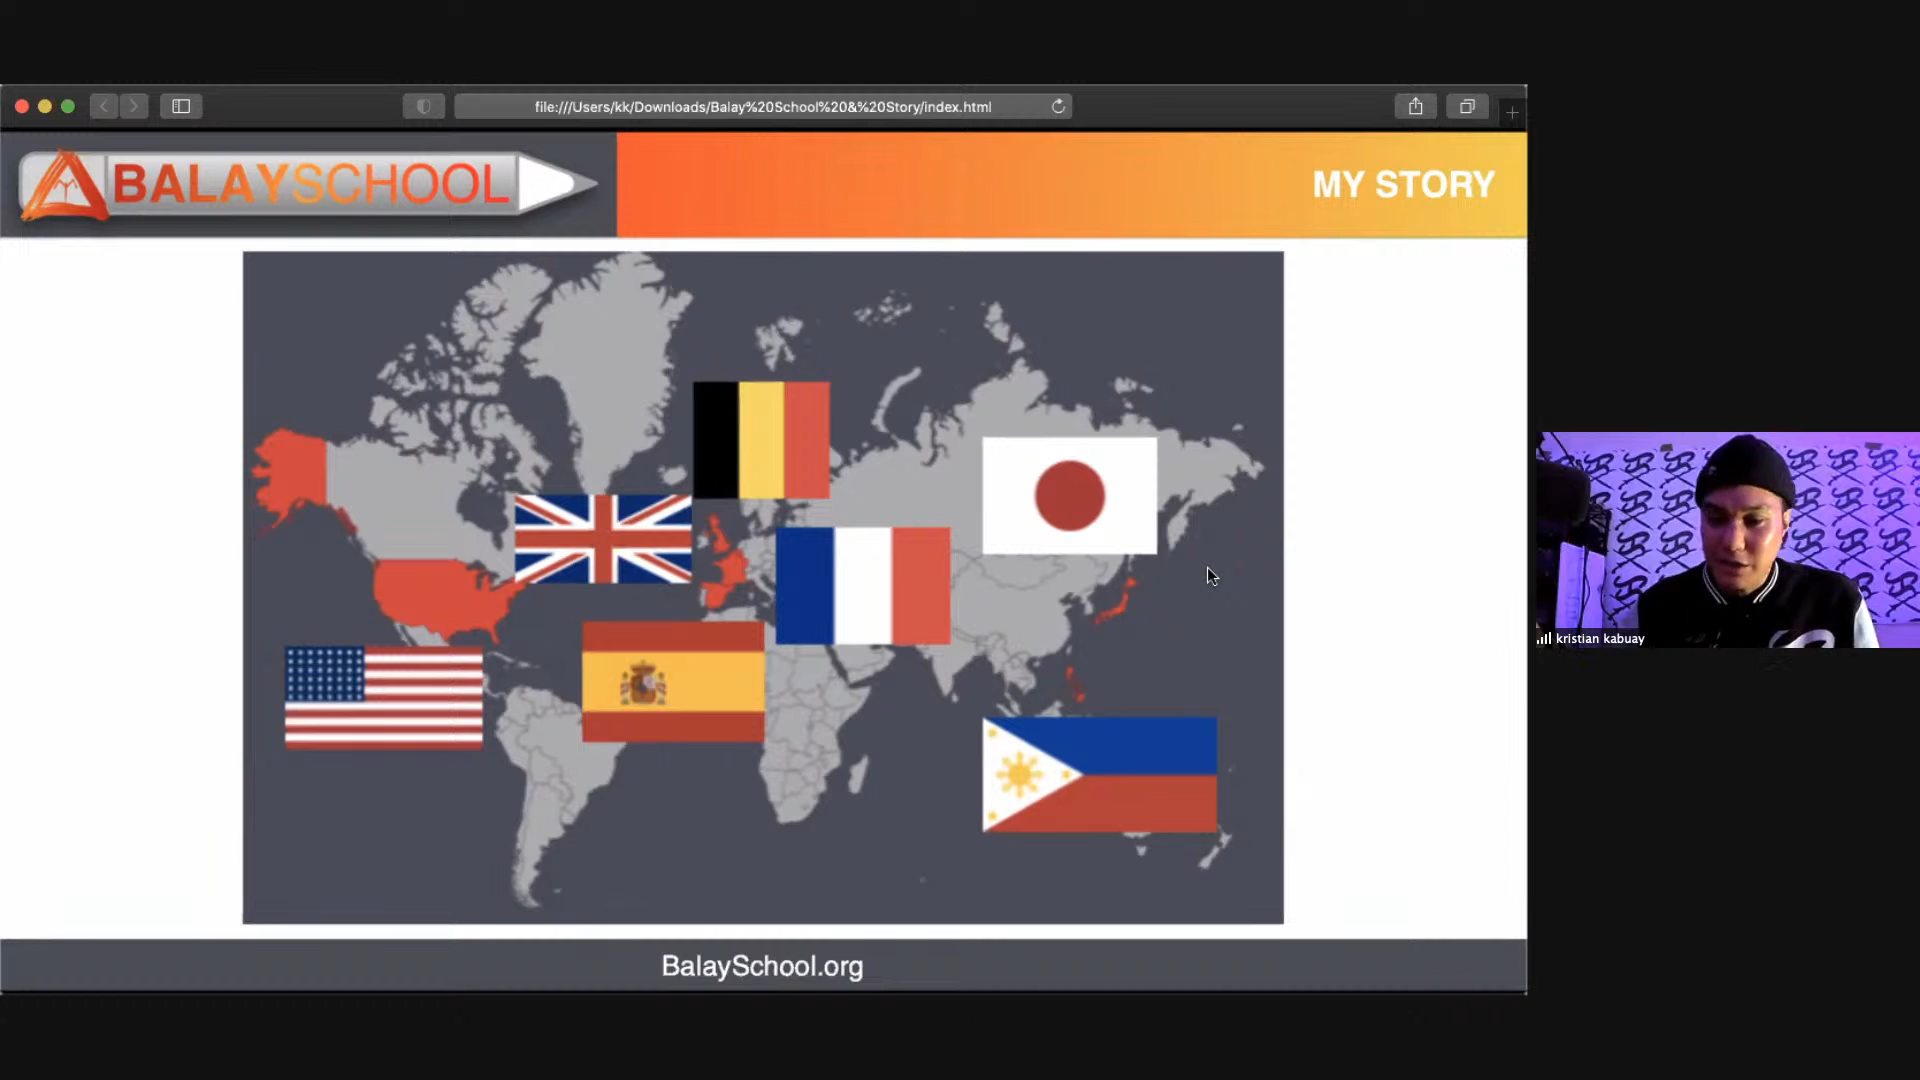 file:///Users/kk/Downloads/Balay%20School%20&%20Story/index.html
BALAYSCHOOL
MY STORY
kristian kabuay
BalaySchool.org